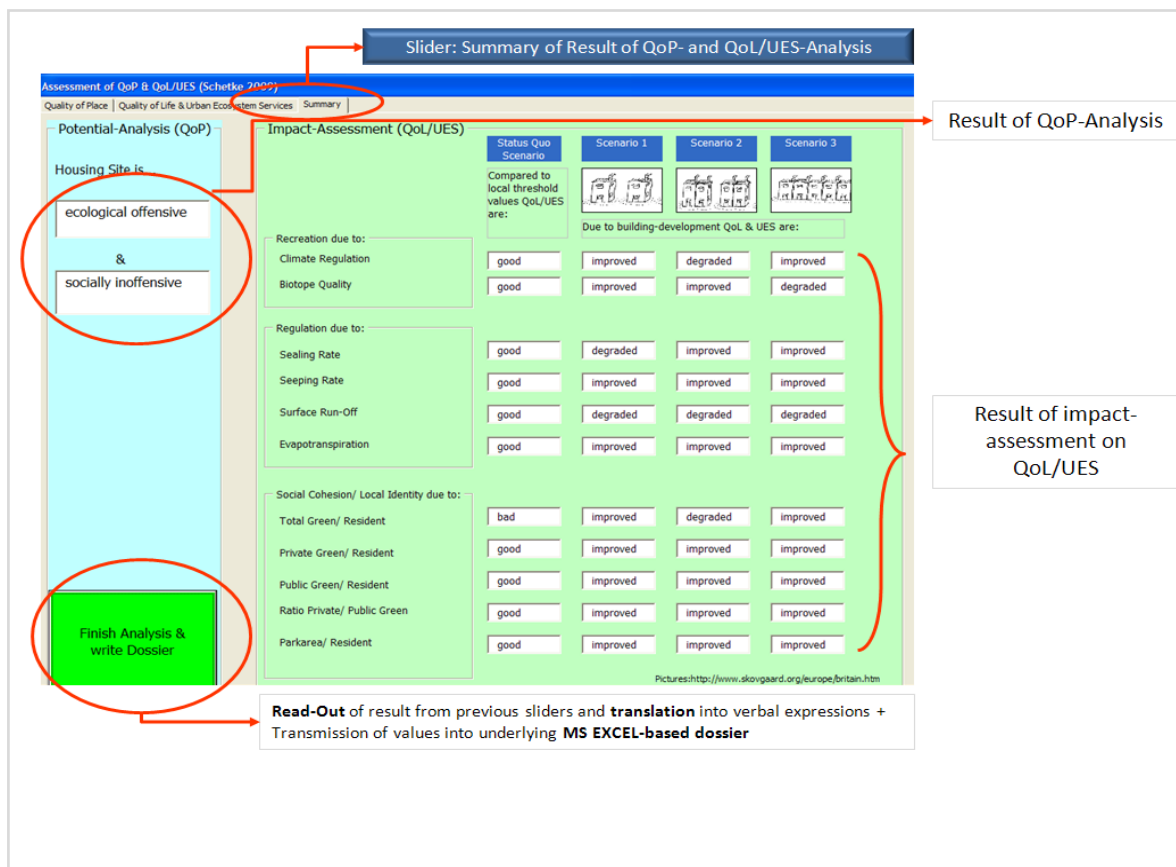 Slider: Summary of Result of QoP- and QoL/UES-Analysis
Assessment of QoP & QoL/UES (Schetke 2009)
Quality of Place
Quality of Life & Urban Ecosystem Services
Summary
Potential-Analysis (QoP)
Housing Site is...
ecological offensive
&
socially inoffensive
Finish Analysis &
write Dossier
Impact-Assessment (QoL/UES)
Status Quo
Scenario
Scenario 1
Scenario 2
Scenario 3
Compared to
local threshold
values QoL/UES
are:
Due to building-development QoL & UES are:
Recreation due to:
Climate Regulation good improved degraded improved
Biotope Quality good improved improved degraded
Regulation due to:
Sealing Rate good degraded improved improved
Seeping Rate good improved improved improved
Surface Run-Off good degraded degraded degraded
Evapotranspiration good improved improved improved
Social Cohesion/ Local Identity due to:
Total Green/ Resident bad improved degraded improved
Private Green/ Resident good improved improved improved
Public Green/ Resident good improved improved improved
Ratio Private/ Public Green good improved improved improved
Parkarea/ Resident good improved improved improved
Pictures:http://www.skovgaard.org/europe/britain.htm
Result of QoP-Analysis
Result of impact-
assessment on
QoL/UES
Read-Out of result from previous sliders and translation into verbal expressions +
Transmission of values into underlying MS EXCEL-based dossier